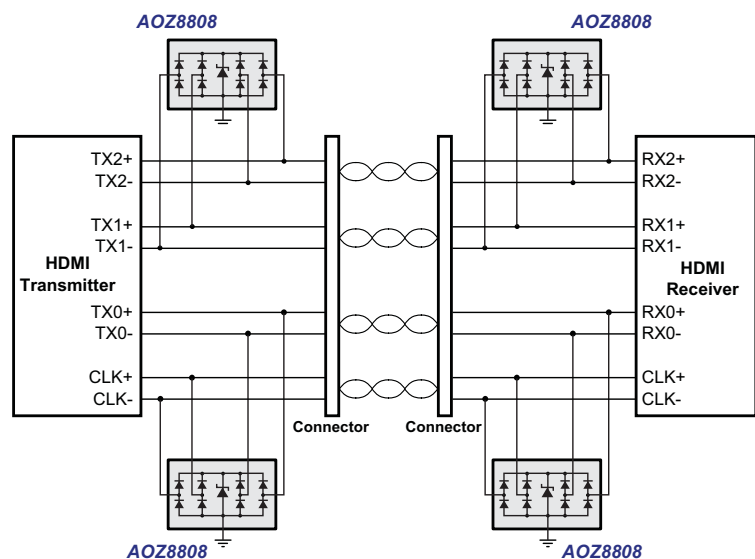 AOZ8808
AOZ8808
TX2+
TX2-
TX1+
TX1-
HDMI
Transmitter
TX0+
TX0-
CLK+
CLK-
RX2+
RX2-
RX1+
RX1-
HDMI
Receiver
RX0+
RX0-
CLK+
CLK-
Connector
Connector
AOZ8808
AOZ8808